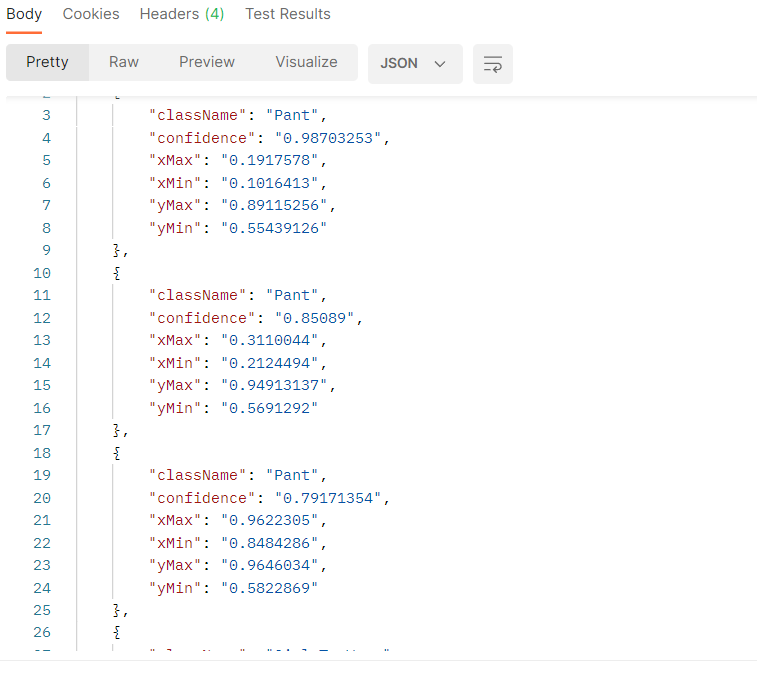 Body Cookies Headers (4) Test Results
Pretty Raw Preview Visualize JSON
3 "className": "Pant",
4 "confidence": "0.98703253",
5 "xMax": "0.1917578",
6 "xMin": "0.1016413",
7 "yMax": "0.89115256",
8 "yMin": "0.55439126"
9 },
10 {
11 "className": "Pant",
12 "confidence": "0.85089",
13 "xMax": "0.3110044",
14 "xMin": "0.2124494",
15 "yMax": "0.94913137",
16 "yMin": "0.5691292"
17 },
18 {
19 "className": "Pant",
20 "confidence": "0.79171354",
21 "xMax": "0.9622305",
22 "xMin": "0.8484286",
23 "yMax": "0.9646034",
24 "yMin": "0.5822869"
25 },
26 {